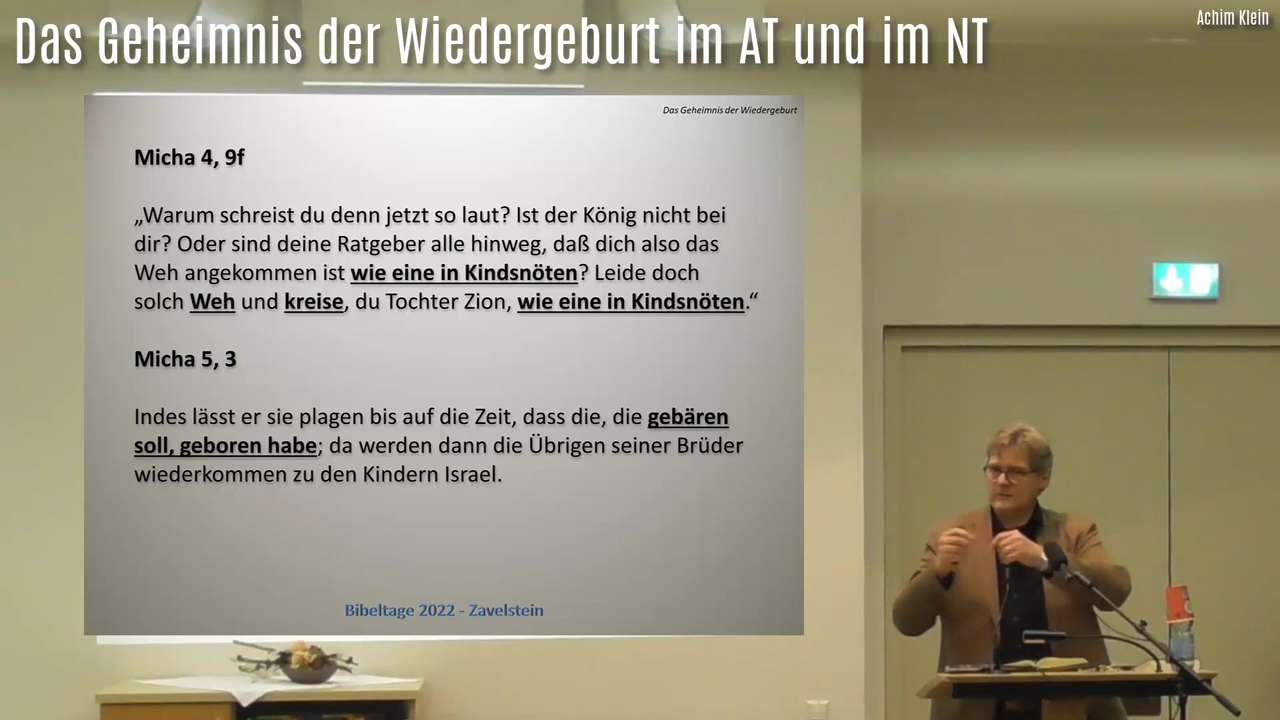 Das Geheimnis der Wiedergeburt im AT und im NT
Achim Klein
Das Geheimnis der Wiedergeburt
Micha 4, 9f
„Warum schreist du denn jetzt so laut? Ist der König nicht bei
dir? Oder sind deine Ratgeber alle hinweg, daß dich also das
Weh angekommen ist wie eine in Kindsnöten? Leide doch
solch Weh und kreise, du Tochter Zion, wie eine in Kindsnöten.“
Micha 5, 3
Indes lässt er sie plagen bis auf die Zeit, dass die, die gebären
soll, geboren habe; da werden dann die Übrigen seiner Brüder
wiederkommen zu den Kindern Israel.
Bibeltage 2022 - Zavelstein